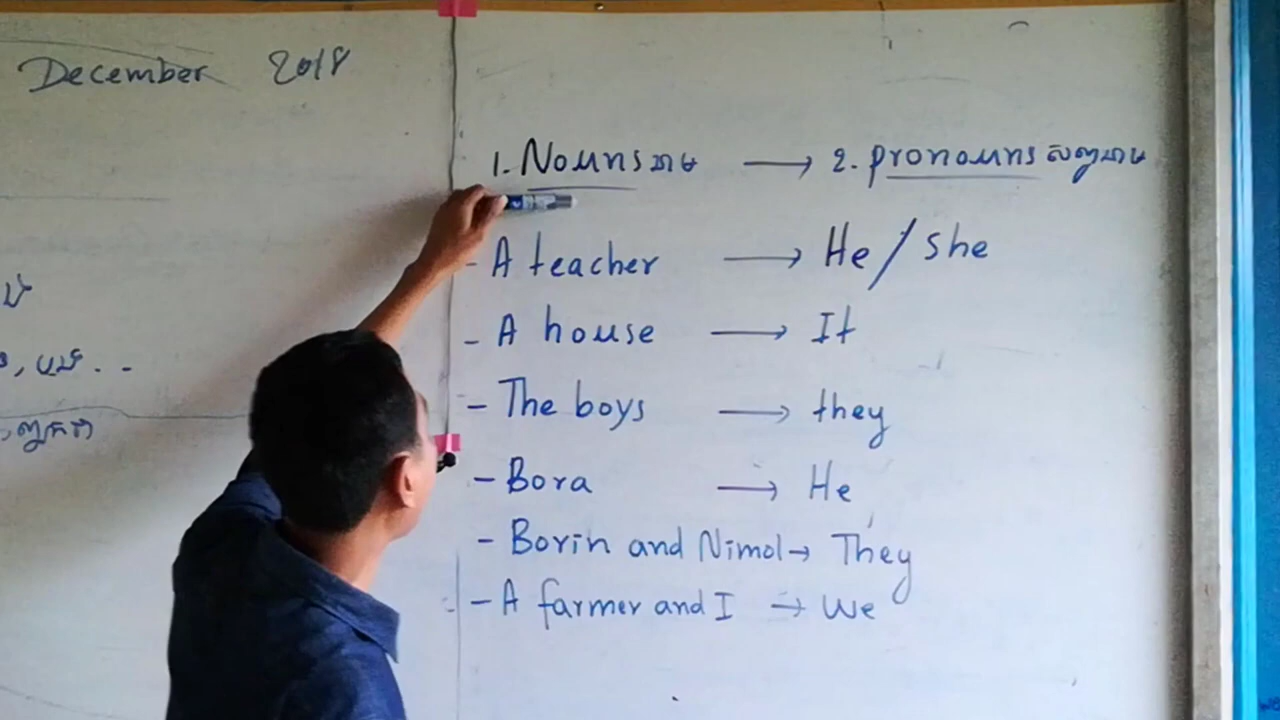 December 2018
1. Nouns នាម → 2. pronouns សព្វនាម
- A teacher → He / She
- A house → It
- The boys → they
- Bora → He
- Borin and Nimol → They
- A farmer and I → We